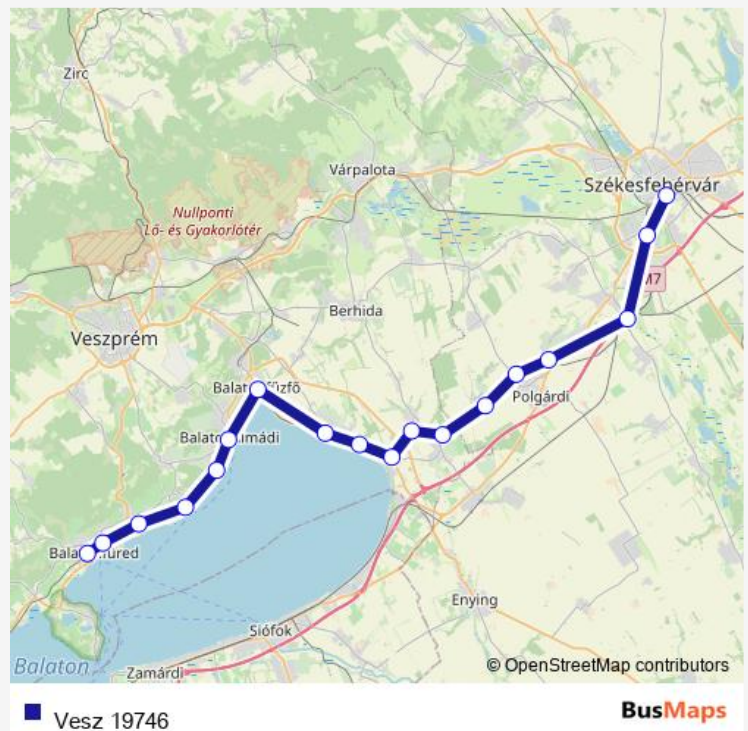 Zirc
Várpalota
Székesfehérvár
Nullponti
Lő- és Gyakorlótér
M7
Berhida
Veszprém
Polgárdi
Enying
Siófok
Balaton
Zamárdi
© OpenStreetMap contributors
Vesz 19746
BusMaps